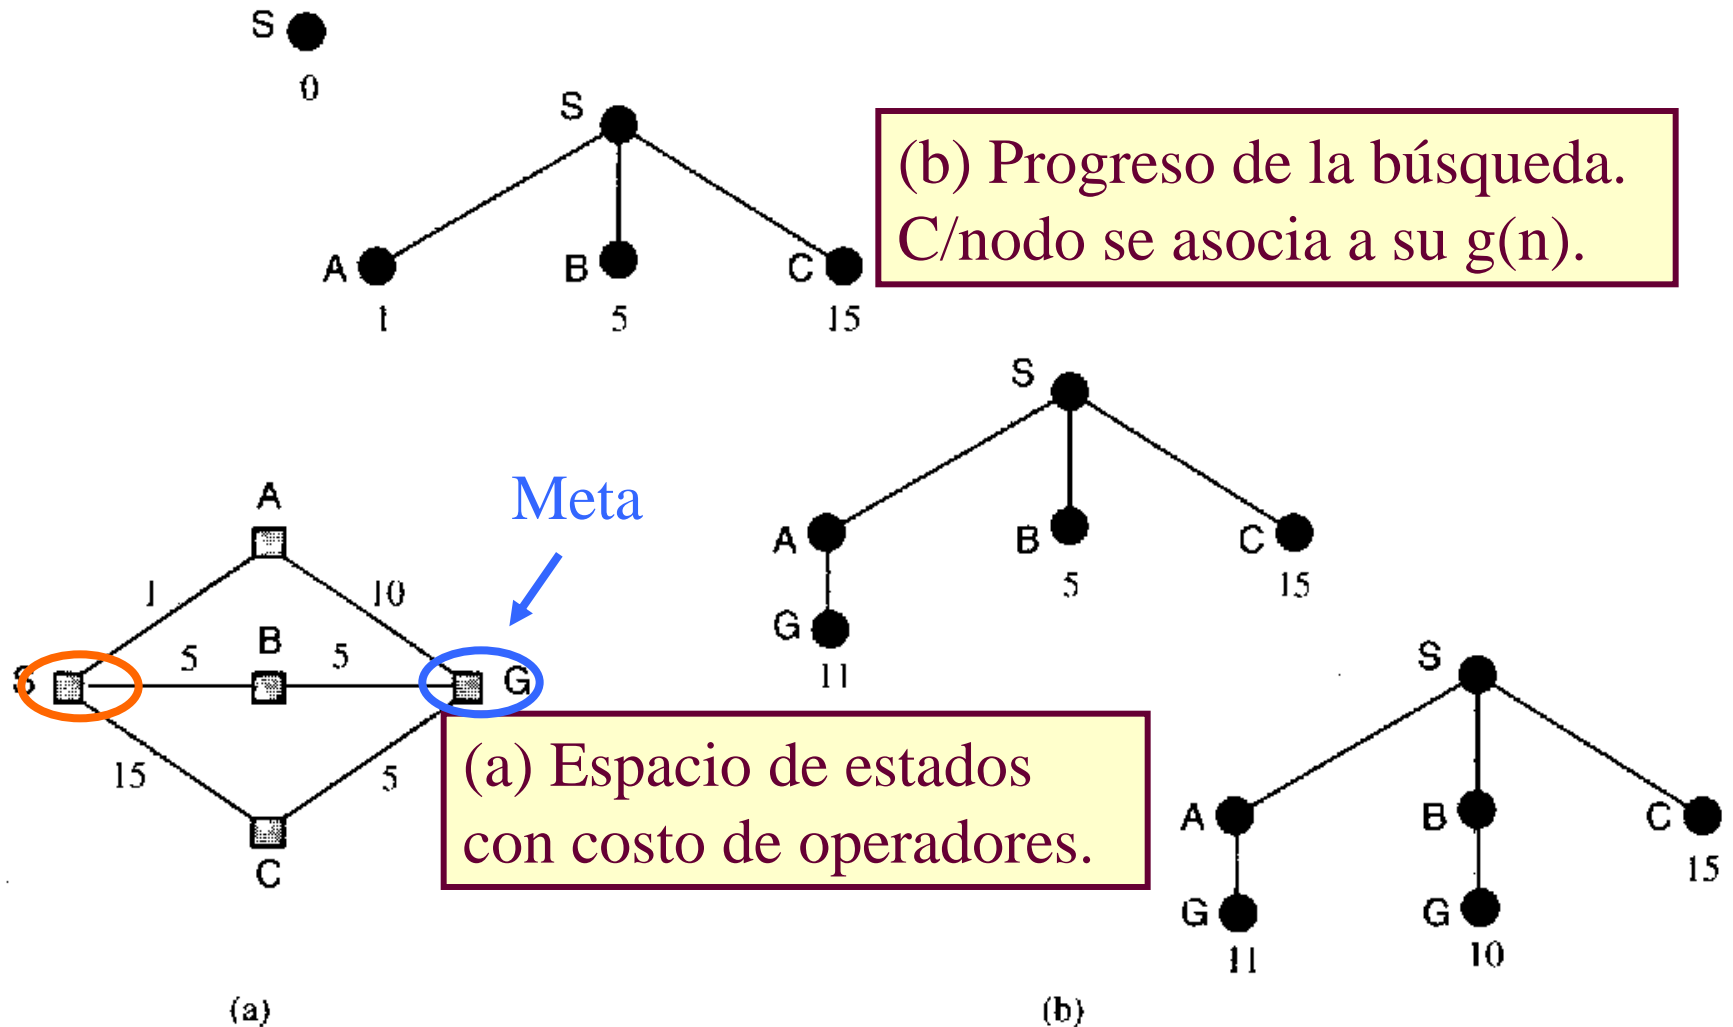 S
0
S
A
B
C
1
5
15
(b) Progreso de la búsqueda.
C/nodo se asocia a su g(n).
S
A
B
C
5
15
G
11
Meta
A
1
10
B
S
5
5
G
15
5
C
(a) Espacio de estados
con costo de operadores.
S
A
B
C
15
G
G
11
10
(a)
(b)